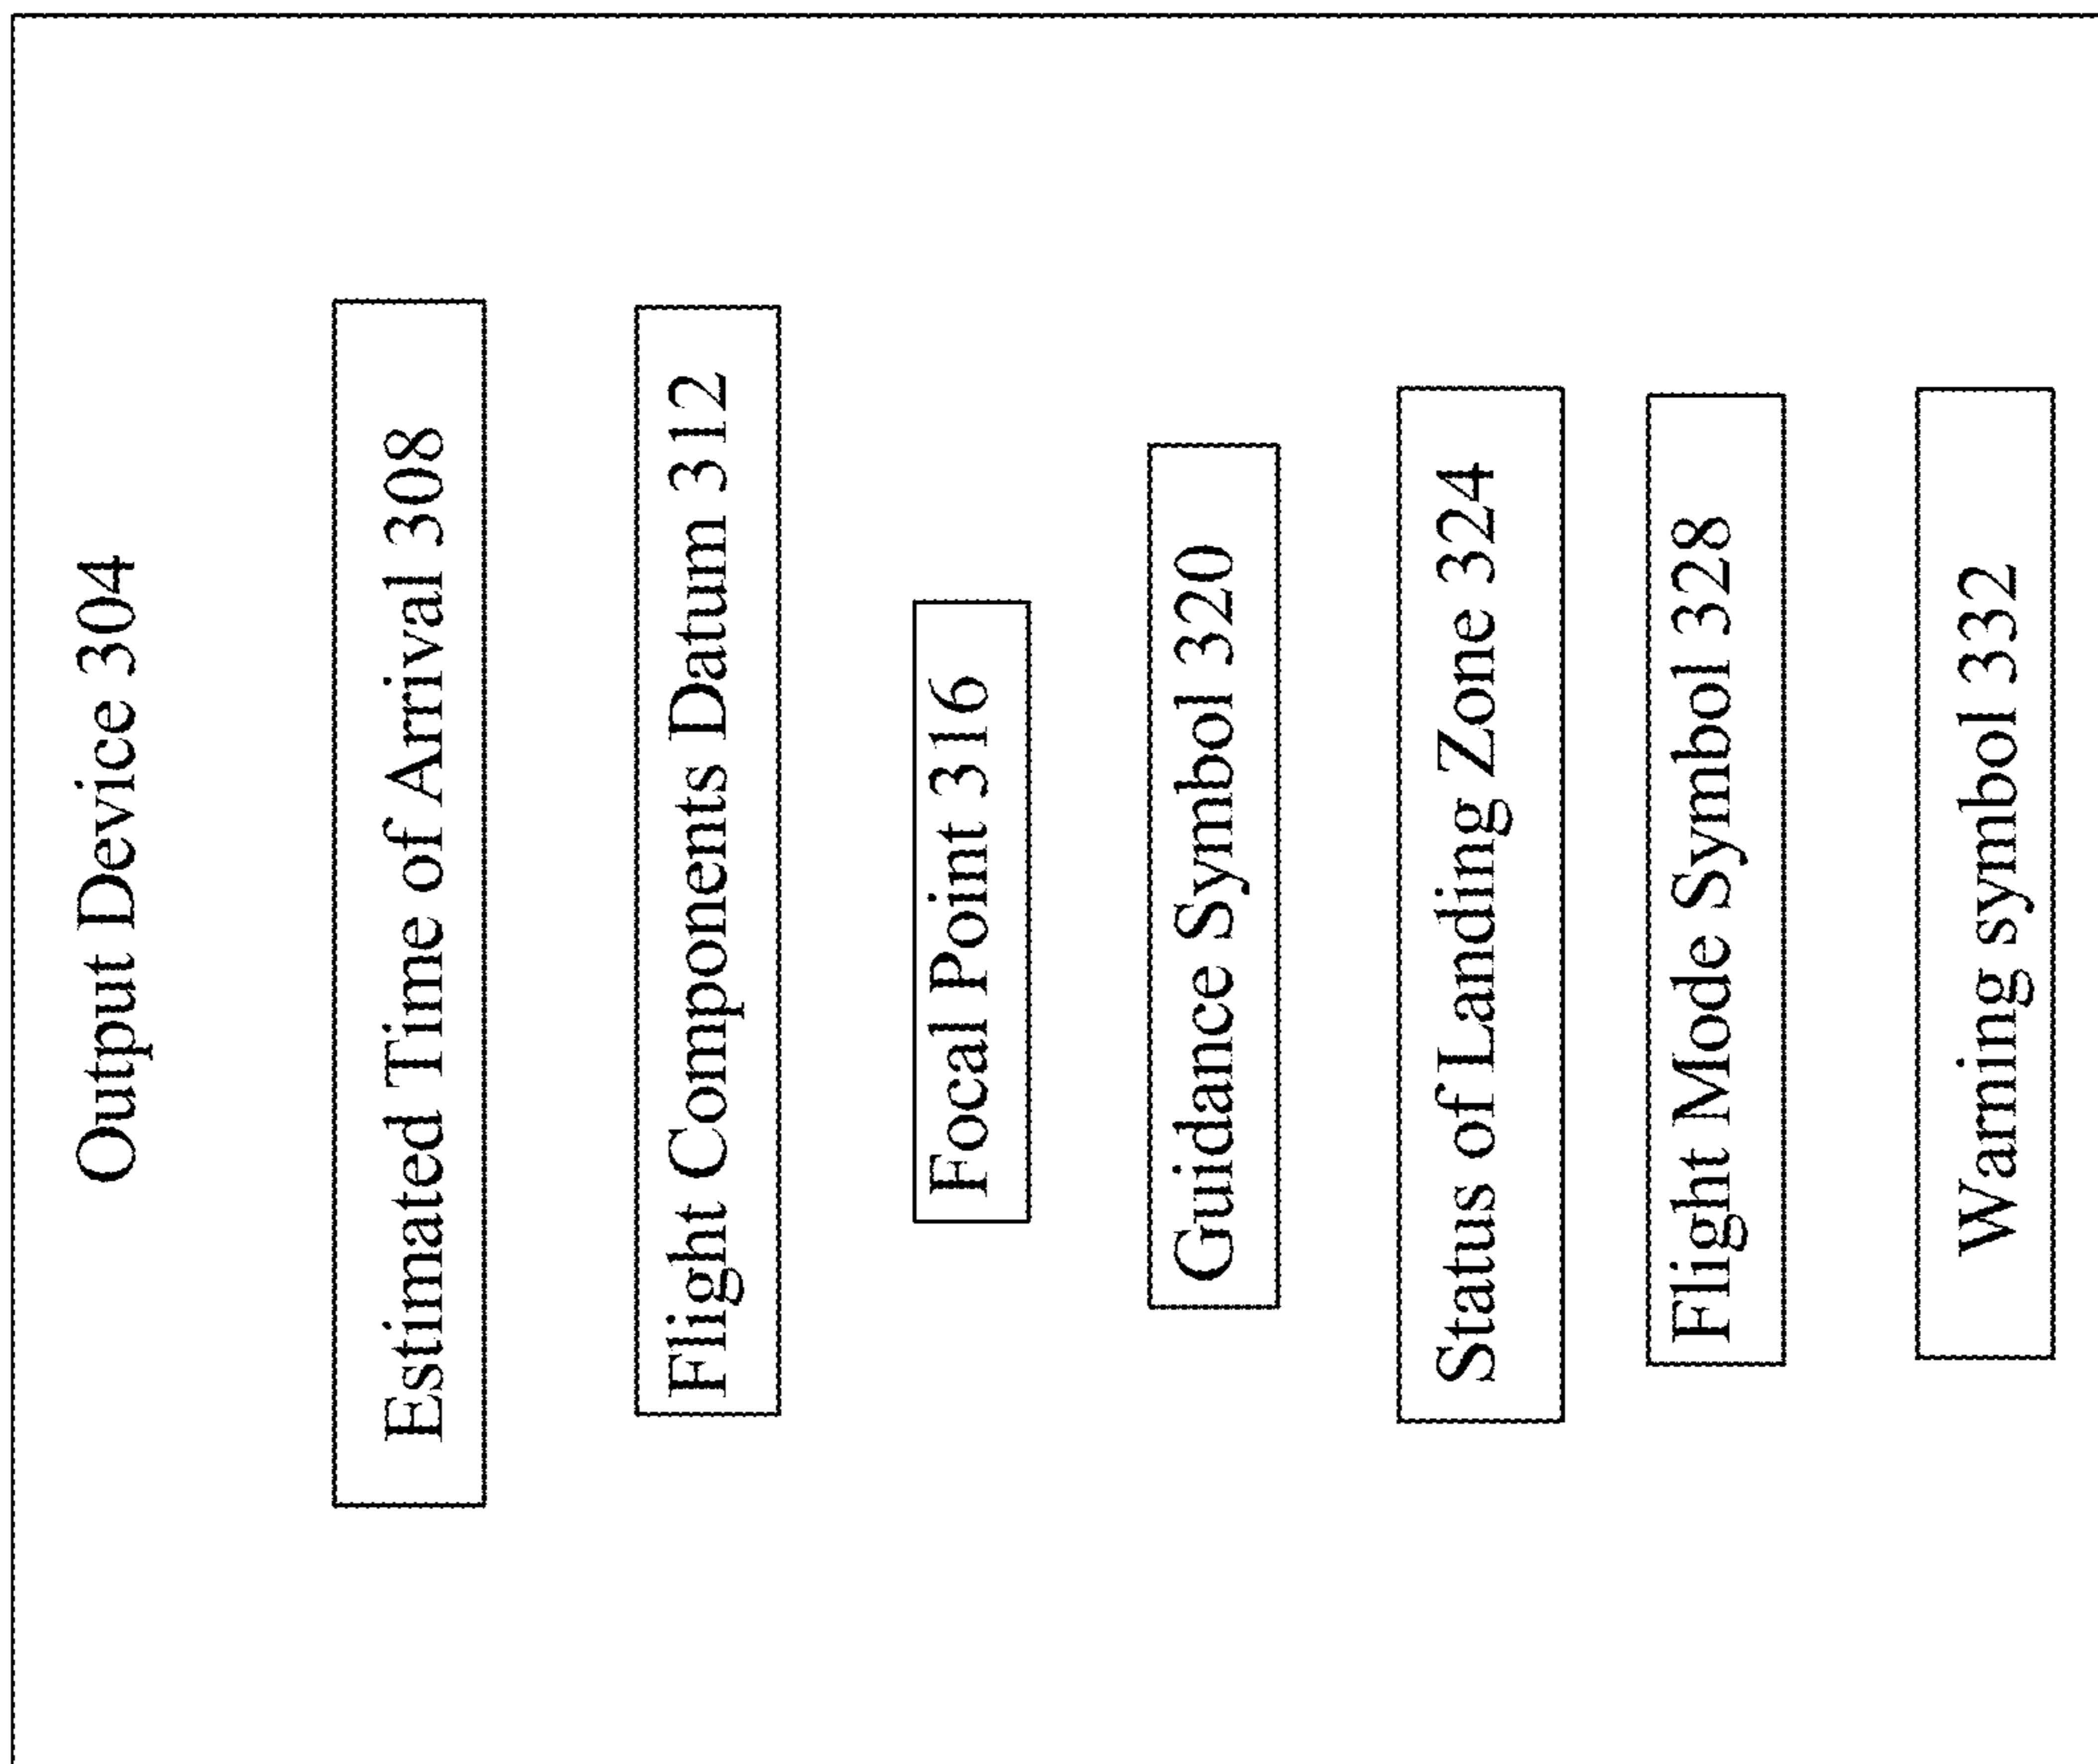 Output Device 304
Estimated Time of Arrival 308
Flight Components Datum 312
Focal Point 316
Guidance Symbol 320
Status of Landing Zone 324
Flight Mode Symbol 328
Warning symbol 332